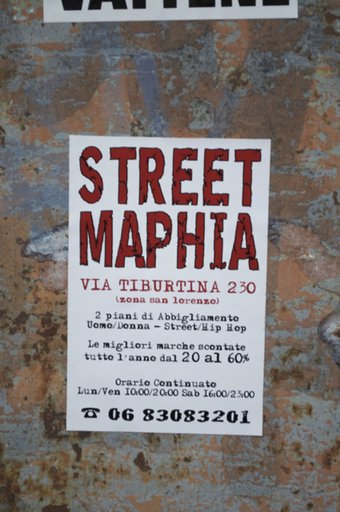 VATTENE
STREET
MAPHIA
VIA TIBURTINA 230
(zona san lorenzo)
2 piani di Abbigliamento
Uomo/Donna - Street/Hip Hop
Le migliori marche scontate
tutto l'anno dal 20 al 60%
Orario Continuato
Lun/Ven 10:00/20:00 Sab 16:00/23:00
☎ 06 83083201